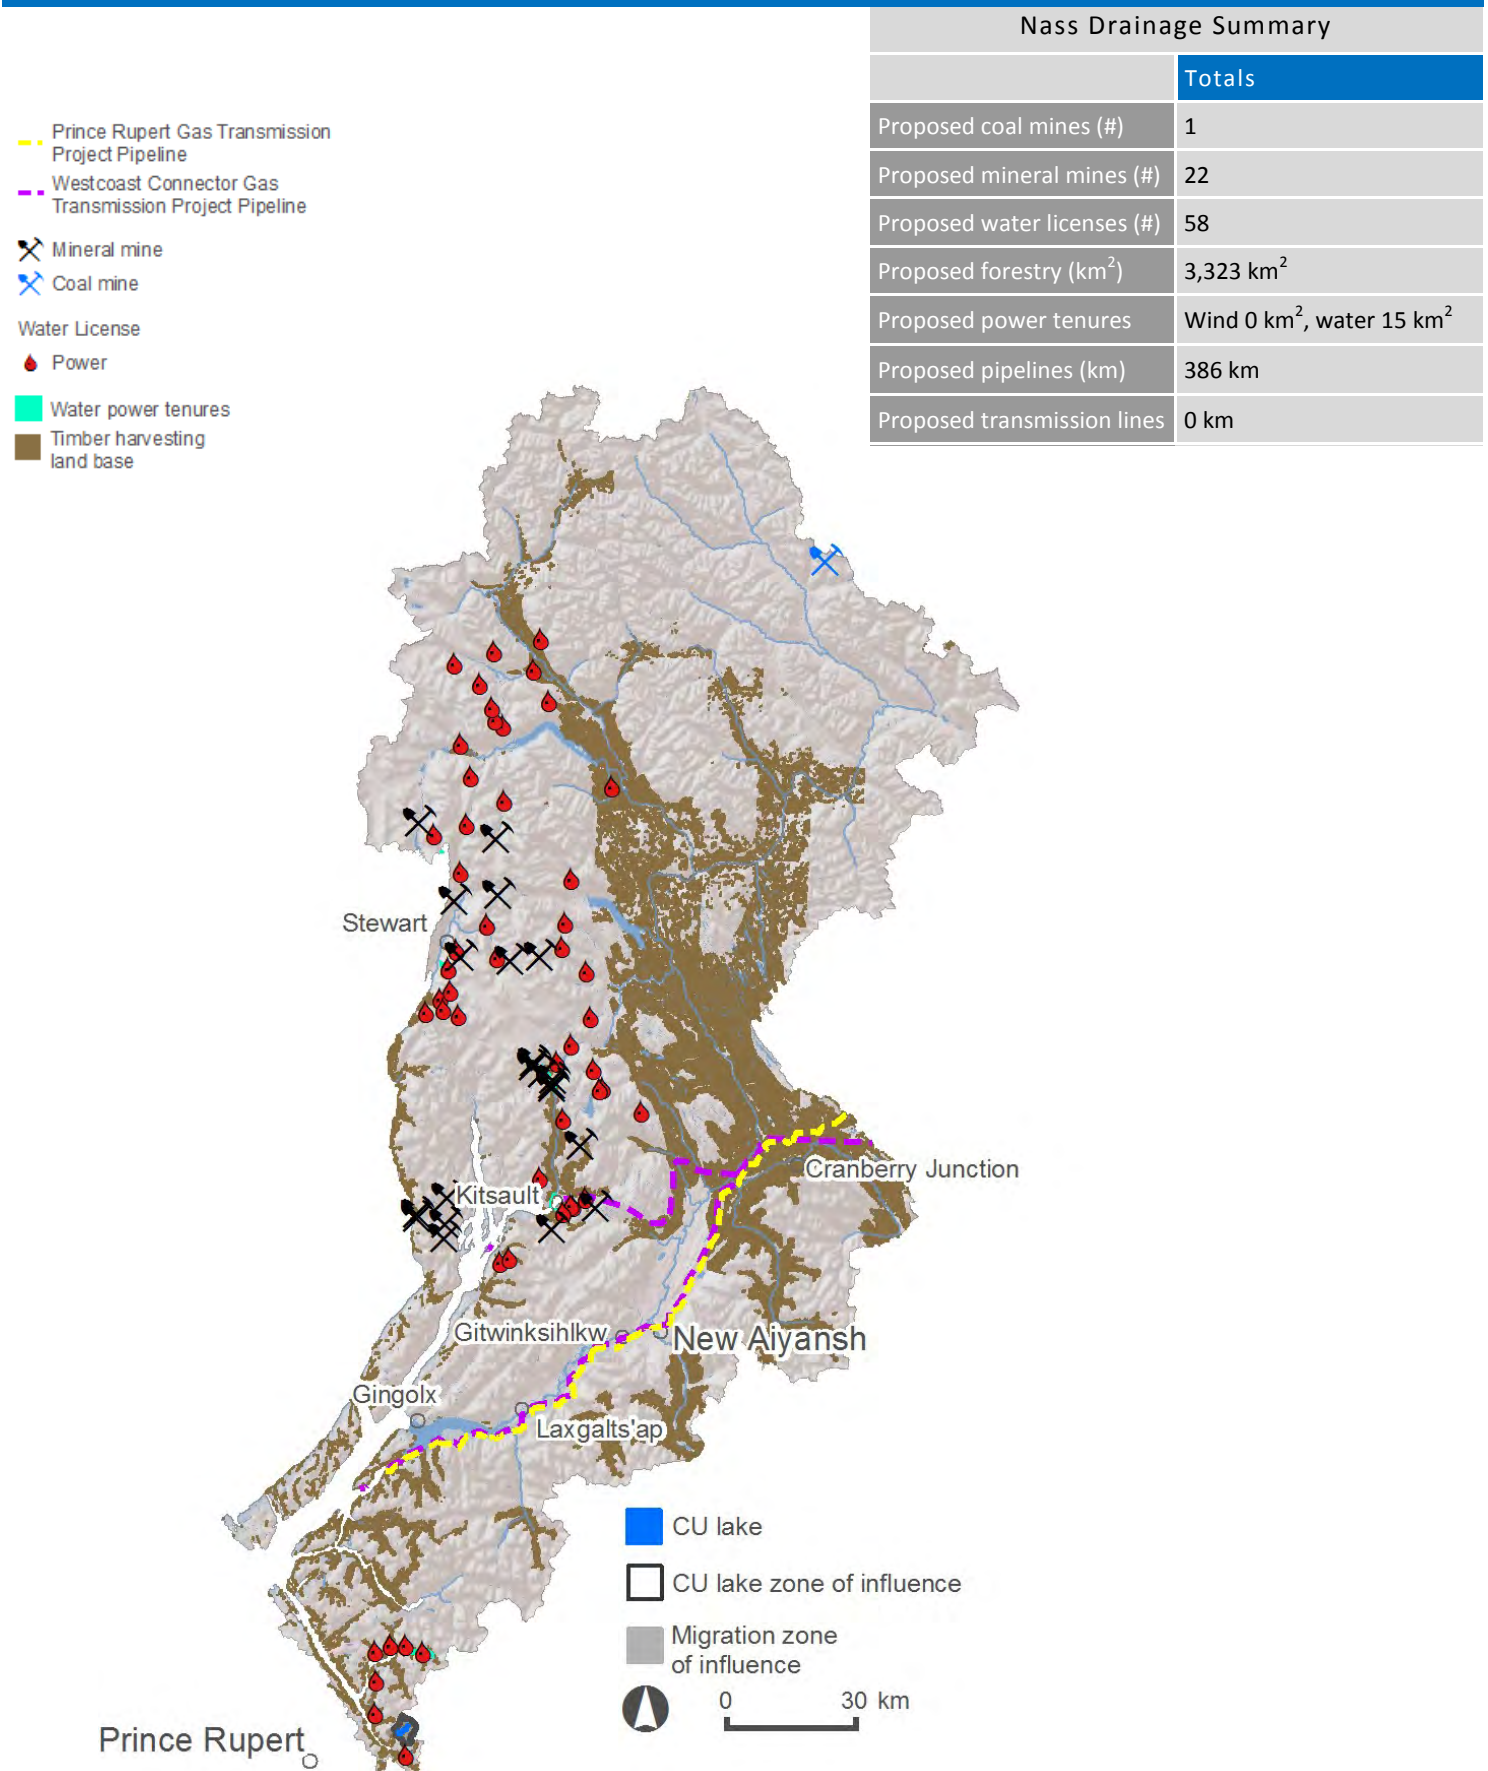 Nass Drainage Summary
Totals
Proposed coal mines (#) 1
Proposed mineral mines (#) 22
Proposed water licenses (#) 58
Proposed forestry (km²) 3,323 km²
Proposed power tenures Wind 0 km², water 15 km²
Proposed pipelines (km) 386 km
Proposed transmission lines 0 km
Prince Rupert Gas Transmission
Project Pipeline
Westcoast Connector Gas
Transmission Project Pipeline
Mineral mine
Coal mine
Water License
Power
Water power tenures
Timber harvesting
land base
Stewart
Cranberry Junction
Kitsault
Gitwinksihlkw
New Aiyansh
Gingolx
Laxgalts'ap
CU lake
CU lake zone of influence
Migration zone
of influence
0 30 km
Prince Rupert